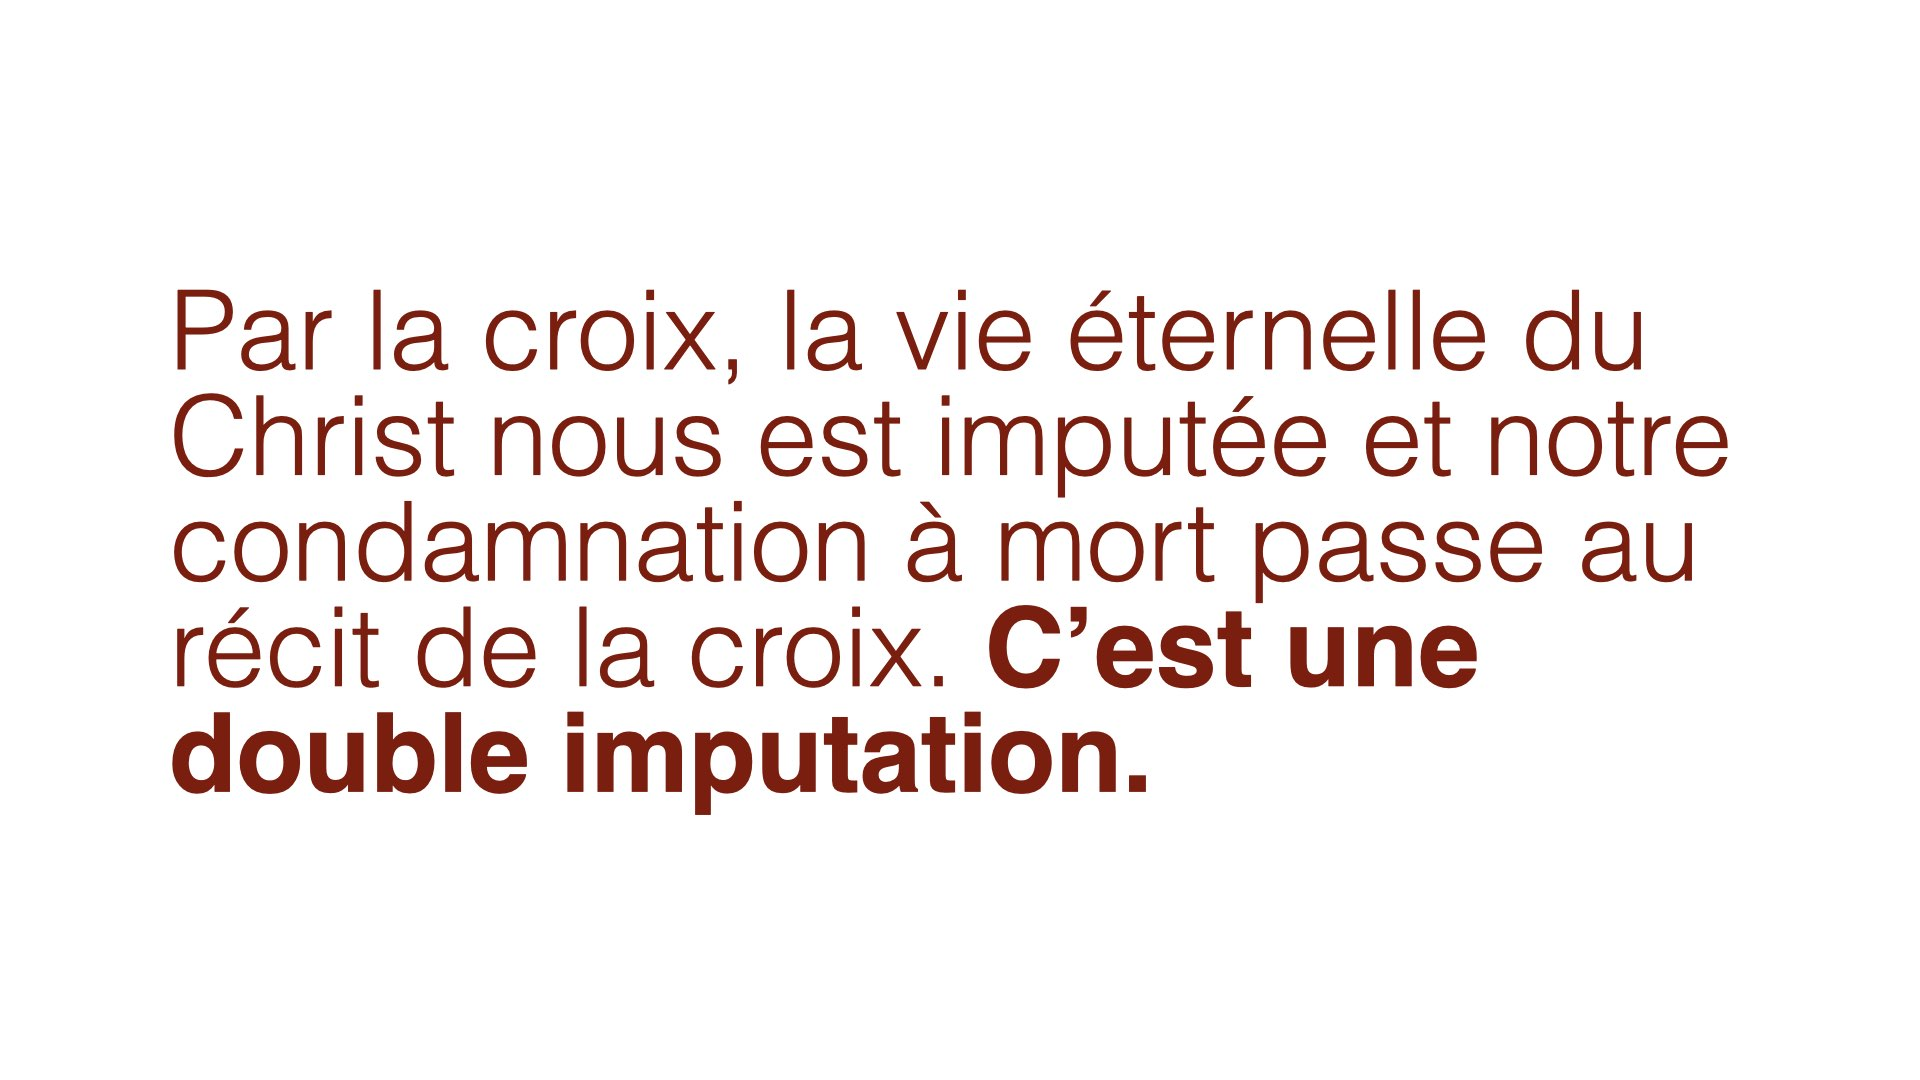 Par la croix, la vie éternelle du
Christ nous est imputée et notre
condamnation à mort passe au
récit de la croix. C’est une
double imputation.